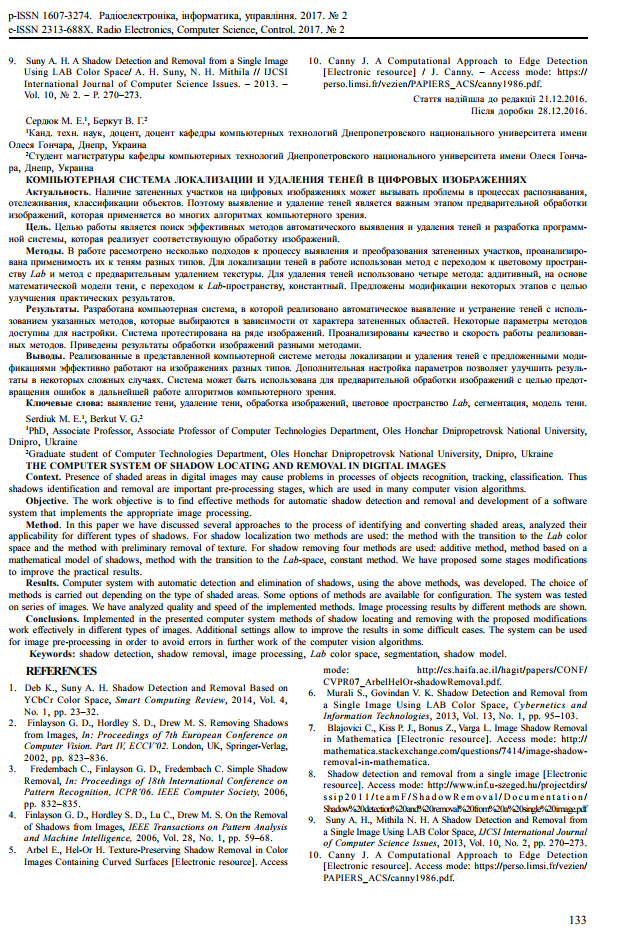 p-ISSN 1607-3274. Радіоелектроніка, інформатика, управління. 2017. № 2
e-ISSN 2313-688X. Radio Electronics, Computer Science, Control. 2017. № 2
9. Suny A. H. A Shadow Detection and Removal from a Single Image
Using LAB Color Space/ A. H. Suny, N. H. Mithila // IJCSI
International Journal of Computer Science Issues. – 2013. –
Vol. 10, № 2. – P. 270–273.
10. Canny J. A Computational Approach to Edge Detection
[Electronic resource] / J. Canny. – Access mode: https://
perso.limsi.fr/vezien/PAPIERS_ACS/canny1986.pdf.
Стаття надійшла до редакції 21.12.2016.
Після доробки 28.12.2016.
Сердюк М. Е.¹, Беркут В. Г.²
¹Канд. техн. наук, доцент, доцент кафедры компьютерных технологий Днепропетровского национального университета имени
Олеся Гончара, Днепр, Украина
²Студент магистратуры кафедры компьютерных технологий Днепропетровского национального университета имени Олеся Гонча-
ра, Днепр, Украина
КОМПЬЮТЕРНАЯ СИСТЕМА ЛОКАЛИЗАЦИИ И УДАЛЕНИЯ ТЕНЕЙ В ЦИФРОВЫХ ИЗОБРАЖЕНИЯХ
Актуальность. Наличие затененных участков на цифровых изображениях может вызывать проблемы в процессах распознавания,
отслеживания, классификации объектов. Поэтому выявление и удаление теней является важным этапом предварительной обработки
изображений, которая применяется во многих алгоритмах компьютерного зрения.
Цель. Целью работы является поиск эффективных методов автоматического выявления и удаления теней и разработка программ-
ной системы, которая реализует соответствующую обработку изображений.
Методы. В работе рассмотрено несколько подходов к процессу выявления и преобразования затененных участков, проанализиро-
вана применимость их к теням разных типов. Для локализации теней в работе использован метод с переходом к цветовому простран-
ству Lab и метод с предварительным удалением текстуры. Для удаления теней использовано четыре метода: аддитивный, на основе
математической модели тени, с переходом к Lab-пространству, константный. Предложены модификации некоторых этапов с целью
улучшения практических результатов.
Результаты. Разработана компьютерная система, в которой реализовано автоматическое выявление и устранение теней с исполь-
зованием указанных методов, которые выбираются в зависимости от характера затененных областей. Некоторые параметры методов
доступны для настройки. Система протестирована на ряде изображений. Проанализированы качество и скорость работы реализован-
ных методов. Приведены результаты обработки изображений разными методами.
Выводы. Реализованные в представленной компьютерной системе методы локализации и удаления теней с предложенными моди-
фикациями эффективно работают на изображениях разных типов. Дополнительная настройка параметров позволяет улучшить резуль-
таты в некоторых сложных случаях. Система может быть использована для предварительной обработки изображений с целью предот-
вращения ошибок в дальнейшей работе алгоритмов компьютерного зрения.
Ключевые слова: выявление тени, удаление тени, обработка изображений, цветовое пространство Lab, сегментация, модель тени.
Serdiuk M. E.¹, Berkut V. G.²
¹PhD, Associate Professor, Associate Professor of Computer Technologies Department, Oles Honchar Dnipropetrovsk National University,
Dnipro, Ukraine
²Graduate student of Computer Technologies Department, Oles Honchar Dnipropetrovsk National University, Dnipro, Ukraine
THE COMPUTER SYSTEM OF SHADOW LOCATING AND REMOVAL IN DIGITAL IMAGES
Context. Presence of shaded areas in digital images may cause problems in processes of objects recognition, tracking, classification. Thus
shadows identification and removal are important pre-processing stages, which are used in many computer vision algorithms.
Objective. The work objective is to find effective methods for automatic shadow detection and removal and development of a software
system that implements the appropriate image processing.
Method. In this paper we have discussed several approaches to the process of identifying and converting shaded areas, analyzed their
applicability for different types of shadows. For shadow localization two methods are used: the method with the transition to the Lab color
space and the method with preliminary removal of texture. For shadow removing four methods are used: additive method, method based on a
mathematical model of shadows, method with the transition to the Lab-space, constant method. We have proposed some stages modifications
to improve the practical results.
Results. Computer system with automatic detection and elimination of shadows, using the above methods, was developed. The choice of
methods is carried out depending on the type of shaded areas. Some options of methods are available for configuration. The system was tested
on series of images. We have analyzed quality and speed of the implemented methods. Image processing results by different methods are shown.
Conclusions. Implemented in the presented computer system methods of shadow locating and removing with the proposed modifications
work effectively in different types of images. Additional settings allow to improve the results in some difficult cases. The system can be used
for image pre-processing in order to avoid errors in further work of the computer vision algorithms.
Keywords: shadow detection, shadow removal, image processing, Lab color space, segmentation, shadow model.
REFERENCES
1. Deb K., Suny A. H. Shadow Detection and Removal Based on
YCbCr Color Space, Smart Computing Review, 2014, Vol. 4,
No. 1, pp. 23–32.
2. Finlayson G. D., Hordley S. D., Drew M. S. Removing Shadows
from Images, In: Proceedings of 7th European Conference on
Computer Vision. Part IV, ECCV'02. London, UK, Springer-Verlag,
2002, pp. 823–836.
3. Fredembach C., Finlayson G. D., Fredembach C. Simple Shadow
Removal, In: Proceedings of 18th International Conference on
Pattern Recognition, ICPR'06. IEEE Computer Society, 2006,
pp. 832–835.
4. Finlayson G. D., Hordley S. D., Lu C., Drew M. S. On the Removal
of Shadows from Images, IEEE Transactions on Pattern Analysis
and Machine Intelligence, 2006, Vol. 28, No. 1, pp. 59–68.
5. Arbel E., Hel-Or H. Texture-Preserving Shadow Removal in Color
Images Containing Curved Surfaces [Electronic resource]. Access
mode: http://cs.haifa.ac.il/hagit/papers/CONF/
CVPR07_ArbelHelOr-shadowRemoval.pdf.
6. Murali S., Govindan V. K. Shadow Detection and Removal from
a Single Image Using LAB Color Space, Cybernetics and
Information Technologies, 2013, Vol. 13, No. 1, pp. 95–103.
7. Blajovici C., Kiss P. J., Bonus Z., Varga L. Image Shadow Removal
in Mathematica [Electronic resource]. Access mode: http://
mathematica.stackexchange.com/questions/7414/image-shadow-
removal-in-mathematica.
8. Shadow detection and removal from a single image [Electronic
resource]. Access mode: http://www.inf.u-szeged.hu/projectdirs/
ssip2011/teamF/ShadowRemoval/Documentation/
Shadow%20detection%20and%20removal%20from%20a%20single%20image.pdf
9. Suny A. H., Mithila N. H. A Shadow Detection and Removal from
a Single Image Using LAB Color Space, IJCSI International Journal
of Computer Science Issues, 2013, Vol. 10, No. 2, pp. 270–273.
10. Canny J. A Computational Approach to Edge Detection
[Electronic resource]. Access mode: https://perso.limsi.fr/vezien/
PAPIERS_ACS/canny1986.pdf.
133